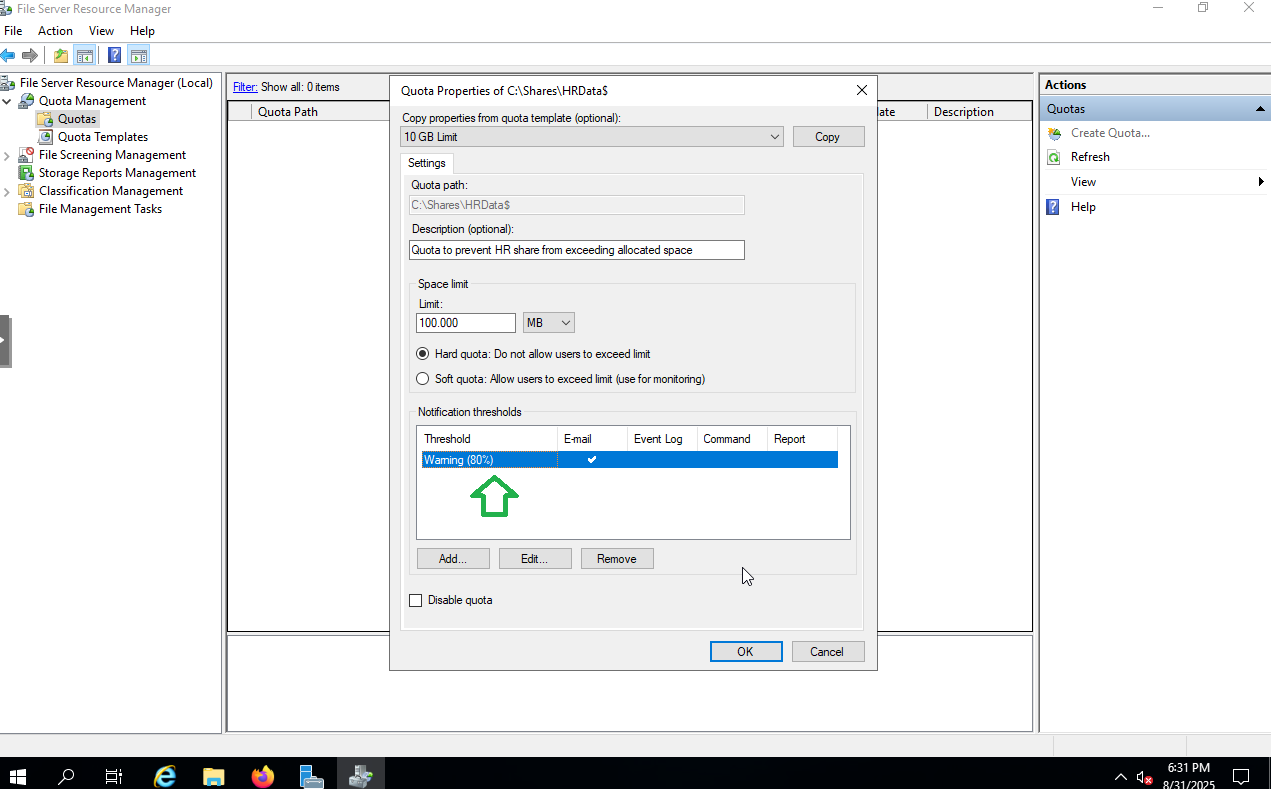 File Server Resource Manager
File Action View Help
File Server Resource Manager (Local)
Quota Management
Quotas
Quota Templates
File Screening Management
Storage Reports Management
Classification Management
File Management Tasks
Filter: Show all: 0 items
Quota Path
Description
Quota Properties of C:\Shares\HRData$
Copy properties from quota template (optional):
10 GB Limit
Copy
Settings
Quota path:
C:\Shares\HRData$
Description (optional):
Quota to prevent HR share from exceeding allocated space
Space limit
Limit:
100.000 MB
Hard quota: Do not allow users to exceed limit
Soft quota: Allow users to exceed limit (use for monitoring)
Notification thresholds
Threshold E-mail Event Log Command Report
Warning (80%)
Add... Edit... Remove
Disable quota
OK Cancel
Actions
Quotas
Create Quota...
Refresh
View
Help
6:31 PM
8/31/2025